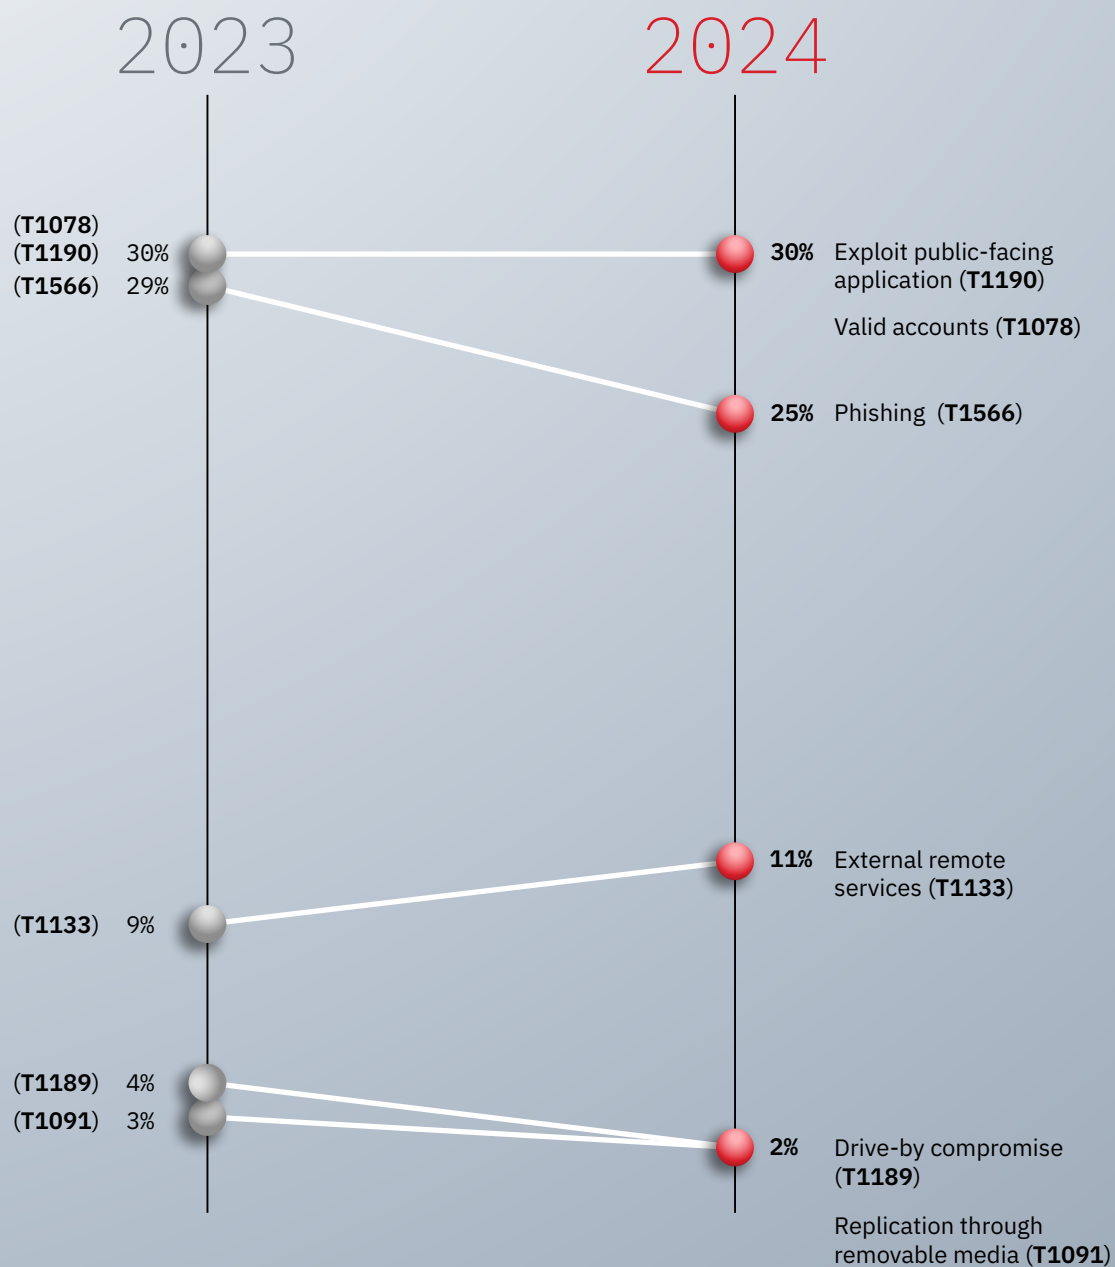 2023
2024
(T1078)
(T1190) 30%
(T1566) 29%
30% Exploit public-facing
application (T1190)
Valid accounts (T1078)
25% Phishing (T1566)
11% External remote
services (T1133)
(T1133) 9%
(T1189) 4%
(T1091) 3%
2% Drive-by compromise
(T1189)
Replication through
removable media (T1091)